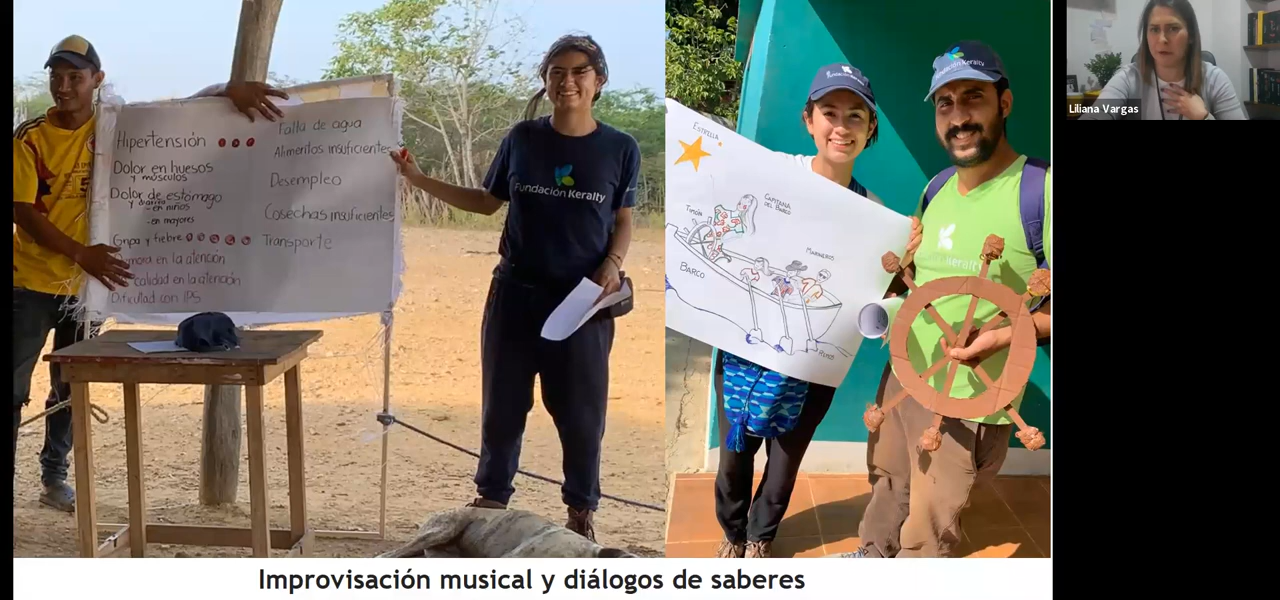 Hipertensión
Dolor en huesos
y músculos
Dolor de estómago
y diarrea - en niños
- en mayores
Gripa y fiebre
Demora en la atención
calidad en la atención
Dificultad con IPS
Falta de agua
Alimentos insuficientes
Desempleo
Cosechas insuficientes
Transporte
Fundación Keralty
Fundación Keralty
ESTRELLA
TIMÓN
CAPITANA
DEL BARCO
MARINEROS
BARCO
REMOS
Keralty
Liliana Vargas
Improvisación musical y diálogos de saberes